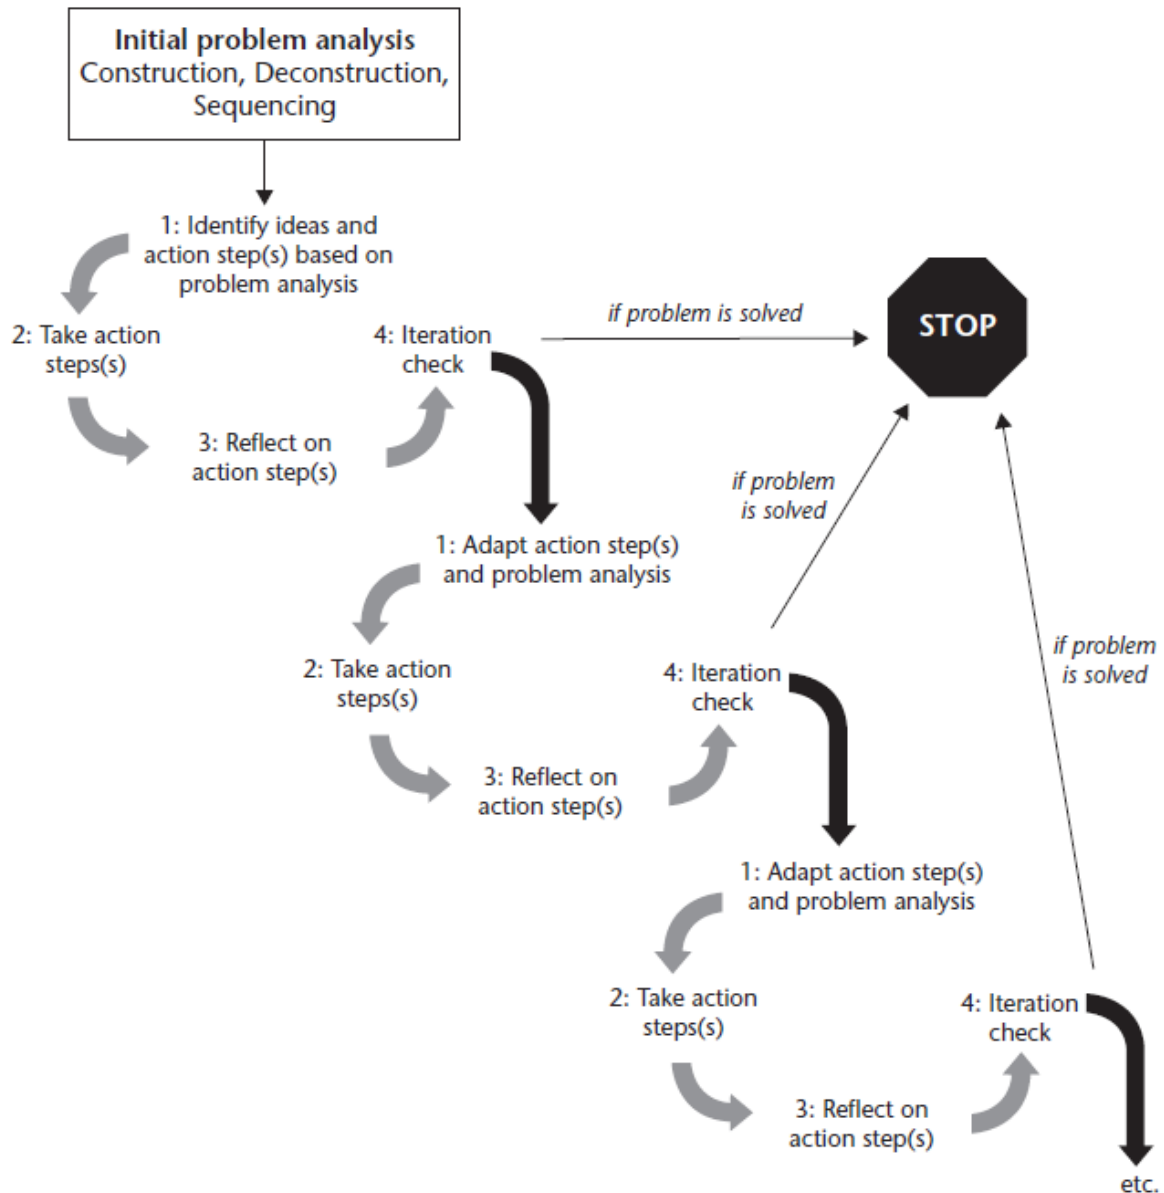 Initial problem analysis
Construction, Deconstruction,
Sequencing
1: Identify ideas and
action step(s) based on
problem analysis
2: Take action
steps(s)
3: Reflect on
action step(s)
4: Iteration
check
if problem is solved
STOP
1: Adapt action step(s)
and problem analysis
2: Take action
steps(s)
3: Reflect on
action step(s)
4: Iteration
check
if problem
is solved
1: Adapt action step(s)
and problem analysis
2: Take action
steps(s)
3: Reflect on
action step(s)
4: Iteration
check
if problem
is solved
etc.